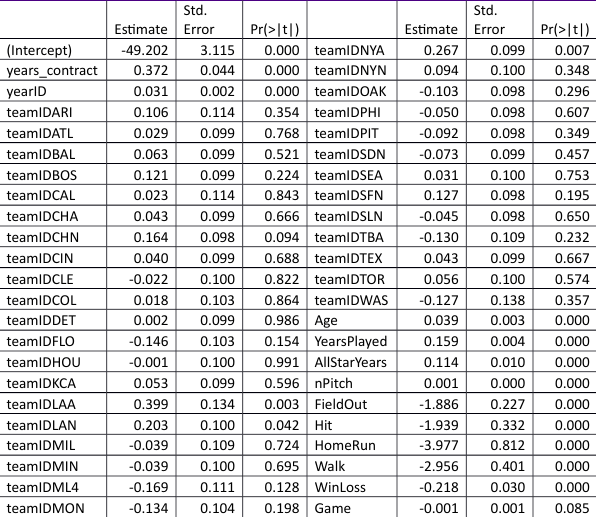 Estimate Std. Error Pr(>|t|) Estimate Std. Error Pr(>|t|)
(Intercept) -49.202 3.115 0.000 teamIDNYA 0.267 0.099 0.007
years_contract 0.372 0.044 0.000 teamIDNYN 0.094 0.100 0.348
yearID 0.031 0.002 0.000 teamIDOAK -0.103 0.098 0.296
teamIDARI 0.106 0.114 0.354 teamIDPHI -0.050 0.098 0.607
teamIDATL 0.029 0.099 0.768 teamIDPIT -0.092 0.098 0.349
teamIDBAL 0.063 0.099 0.521 teamIDSDN -0.073 0.099 0.457
teamIDBOS 0.121 0.099 0.224 teamIDSEA 0.031 0.100 0.753
teamIDCAL 0.023 0.114 0.843 teamIDSFN 0.127 0.098 0.195
teamIDCHA 0.043 0.099 0.666 teamIDSLN -0.045 0.098 0.650
teamIDCHN 0.164 0.098 0.094 teamIDTBA -0.130 0.109 0.232
teamIDCIN 0.040 0.099 0.688 teamIDTEX 0.043 0.099 0.667
teamIDCLE -0.022 0.100 0.822 teamIDTOR 0.056 0.100 0.574
teamIDCOL 0.018 0.103 0.864 teamIDWAS -0.127 0.138 0.357
teamIDDET 0.002 0.099 0.986 Age 0.039 0.003 0.000
teamIDFLO -0.146 0.103 0.154 YearsPlayed 0.159 0.004 0.000
teamIDHOU -0.001 0.100 0.991 AllStarYears 0.114 0.010 0.000
teamIDKCA 0.053 0.099 0.596 nPitch 0.001 0.000 0.000
teamIDLAA 0.399 0.134 0.003 FieldOut -1.886 0.227 0.000
teamIDLAN 0.203 0.100 0.042 Hit -1.939 0.332 0.000
teamIDMIL -0.039 0.109 0.724 HomeRun -3.977 0.812 0.000
teamIDMIN -0.039 0.100 0.695 Walk -2.956 0.401 0.000
teamIDML4 -0.169 0.111 0.128 WinLoss -0.218 0.030 0.000
teamIDMON -0.134 0.104 0.198 Game -0.001 0.001 0.085